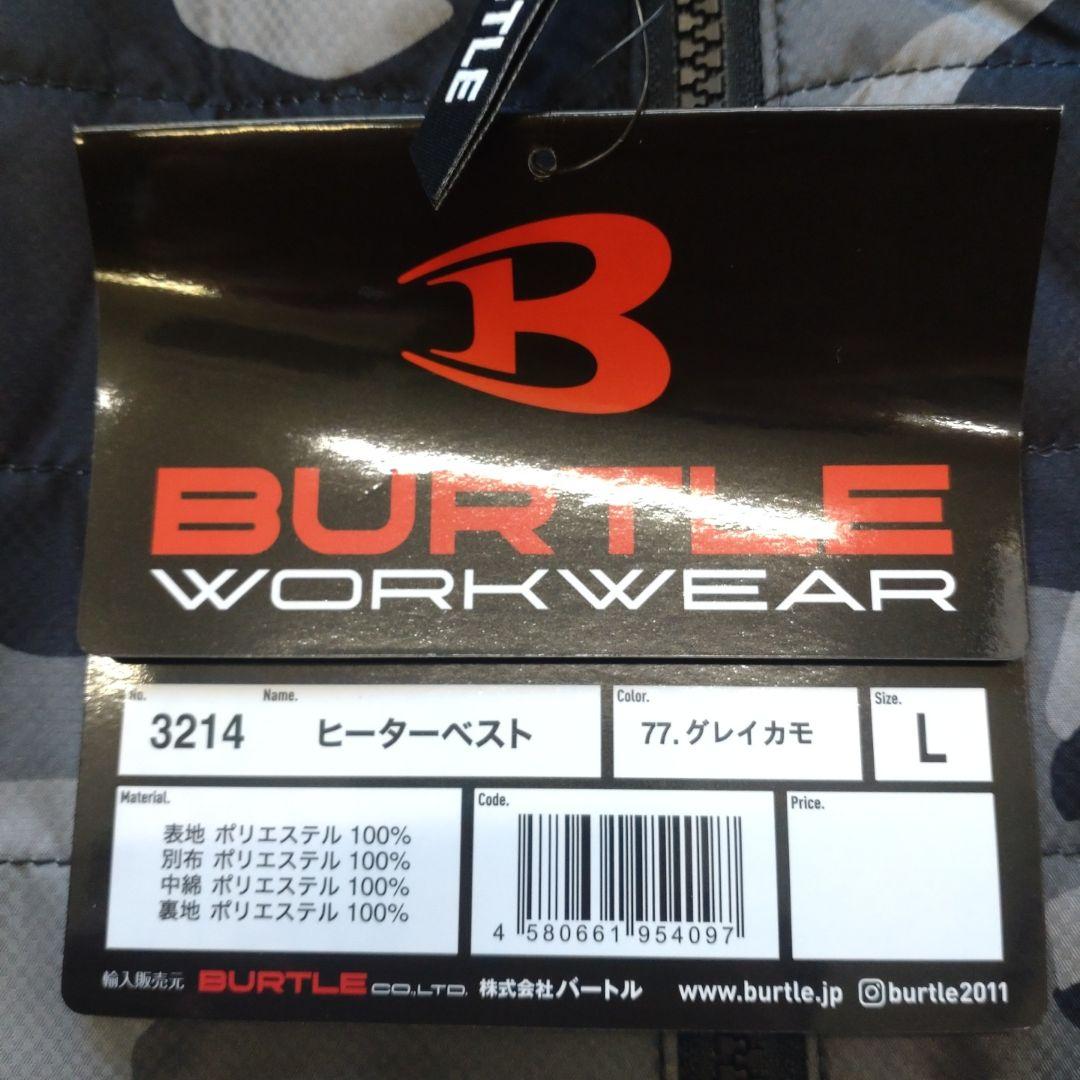 RTLE
B
BURTLE
WORKWEAR
No. Name. Color. Size.
3214 ヒーターベスト 77.グレイカモ L
Material. Code. Price.
表地 ポリエステル 100%
別布 ポリエステル 100%
中綿 ポリエステル 100%
裏地 ポリエステル 100%
4 580661 954097
輸入販売元 BURTLE CO.,LTD. 株式会社バートル www.burtle.jp burtle2011